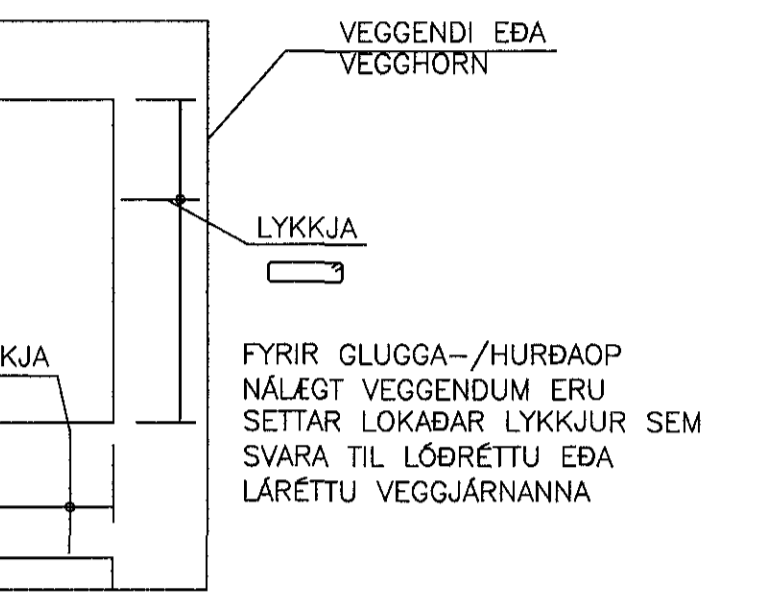 VEGGENDI EÐA
VEGGHORN
LYKKJA
KJA
FYRIR GLUGGA-/HURÐAOP
NÁLÆGT VEGGENDUM ERU
SETTAR LOKAÐAR LYKKJUR SEM
SVARA TIL LÓÐRÉTTU EÐA
LÁRÉTTU VEGGJÁRNANNA